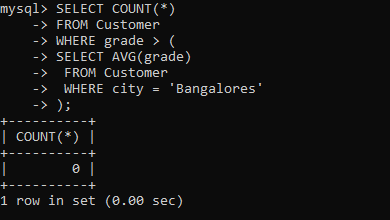 mysql> SELECT COUNT(*)
    -> FROM Customer
    -> WHERE grade > (
    -> SELECT AVG(grade)
    ->  FROM Customer
    ->  WHERE city = 'Bangalores'
    -> );
+----------+
| COUNT(*) |
+----------+
|        0 |
+----------+
1 row in set (0.00 sec)